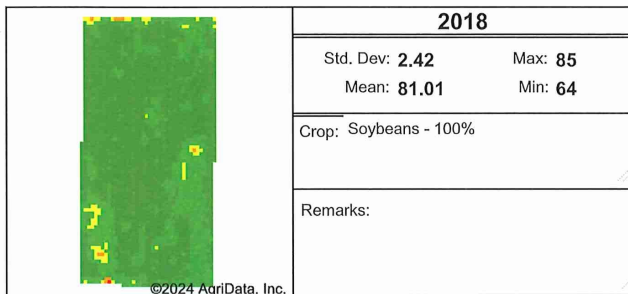 2018
Std. Dev: 2.42 Max: 85
Mean: 81.01 Min: 64
Crop: Soybeans - 100%
Remarks:
©2024 AgriData, Inc.